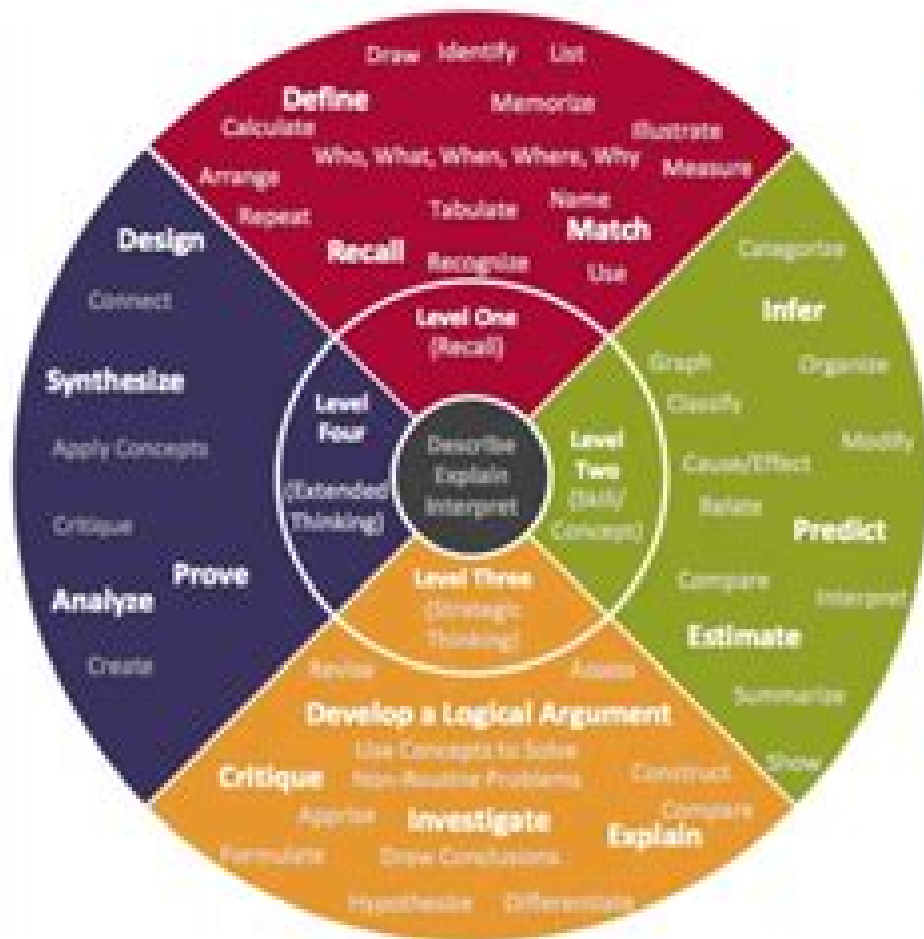 Draw Identify List
Define Memorize
Calculate Illustrate
Who, What, When, Where, Why
Arrange Measure
Repeat Tabulate Name
Recall Recognize Match
Use
Level One
(Recall)
Design
Connect
Synthesize
Apply Concepts
Critique
Prove
Analyze
Create
Level
Four
(Extended
Thinking)
Describe
Explain
Interpret
Level
Two
(Skill/
Concept)
Categorize
Infer
Graph Organize
Classify
Modify
Cause/Effect
Relate
Predict
Compare
Interpret
Estimate
Summarize
Show
Level Three
(Strategic
Thinking)
Revise Assess
Develop a Logical Argument
Use Concepts to Solve
Non-Routine Problems
Critique Construct
Apprise Investigate Compare
Explain
Formulate Draw Conclusions
Hypothesize Differentiate